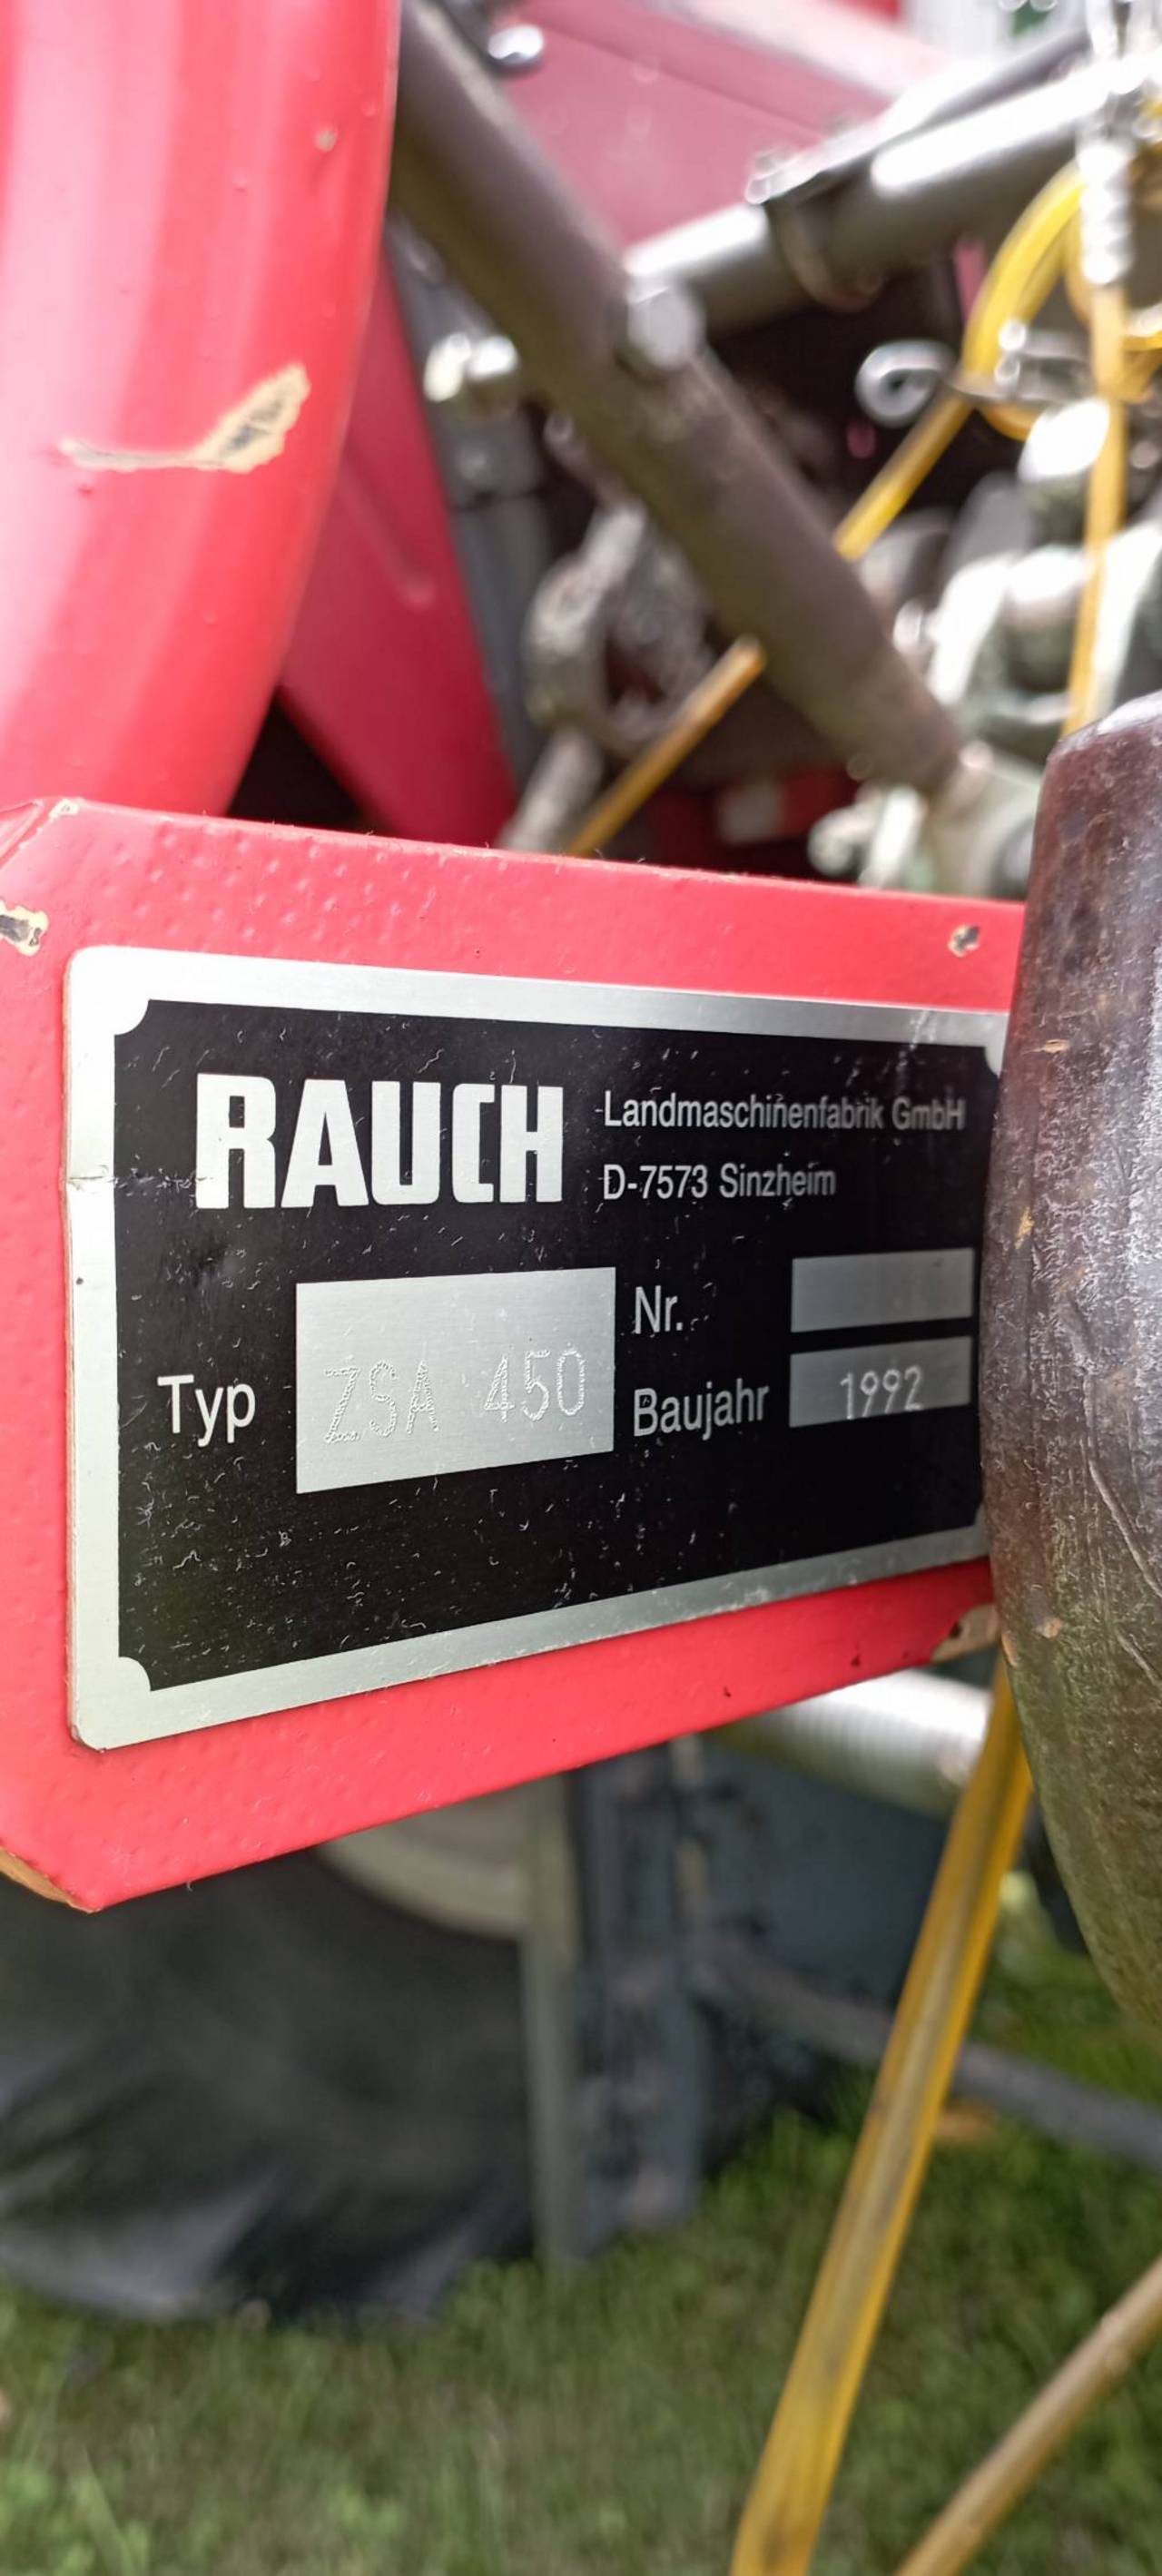 RAUCH Landmaschinenfabrik GmbH
D-7573 Sinzheim
Typ ZSA 450
Nr.
Baujahr 1992